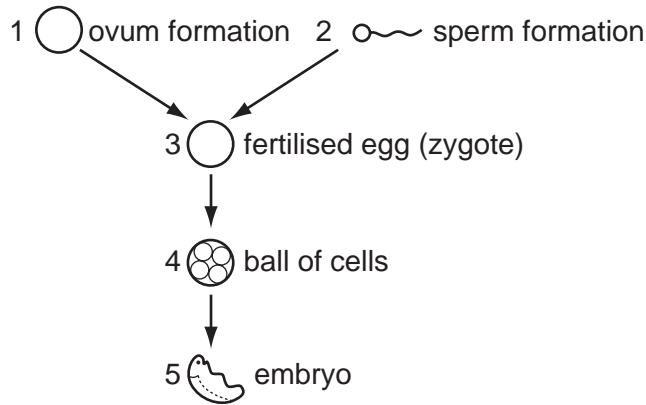 1 ovum formation 2 sperm formation
3 fertilised egg (zygote)
4 ball of cells
5 embryo